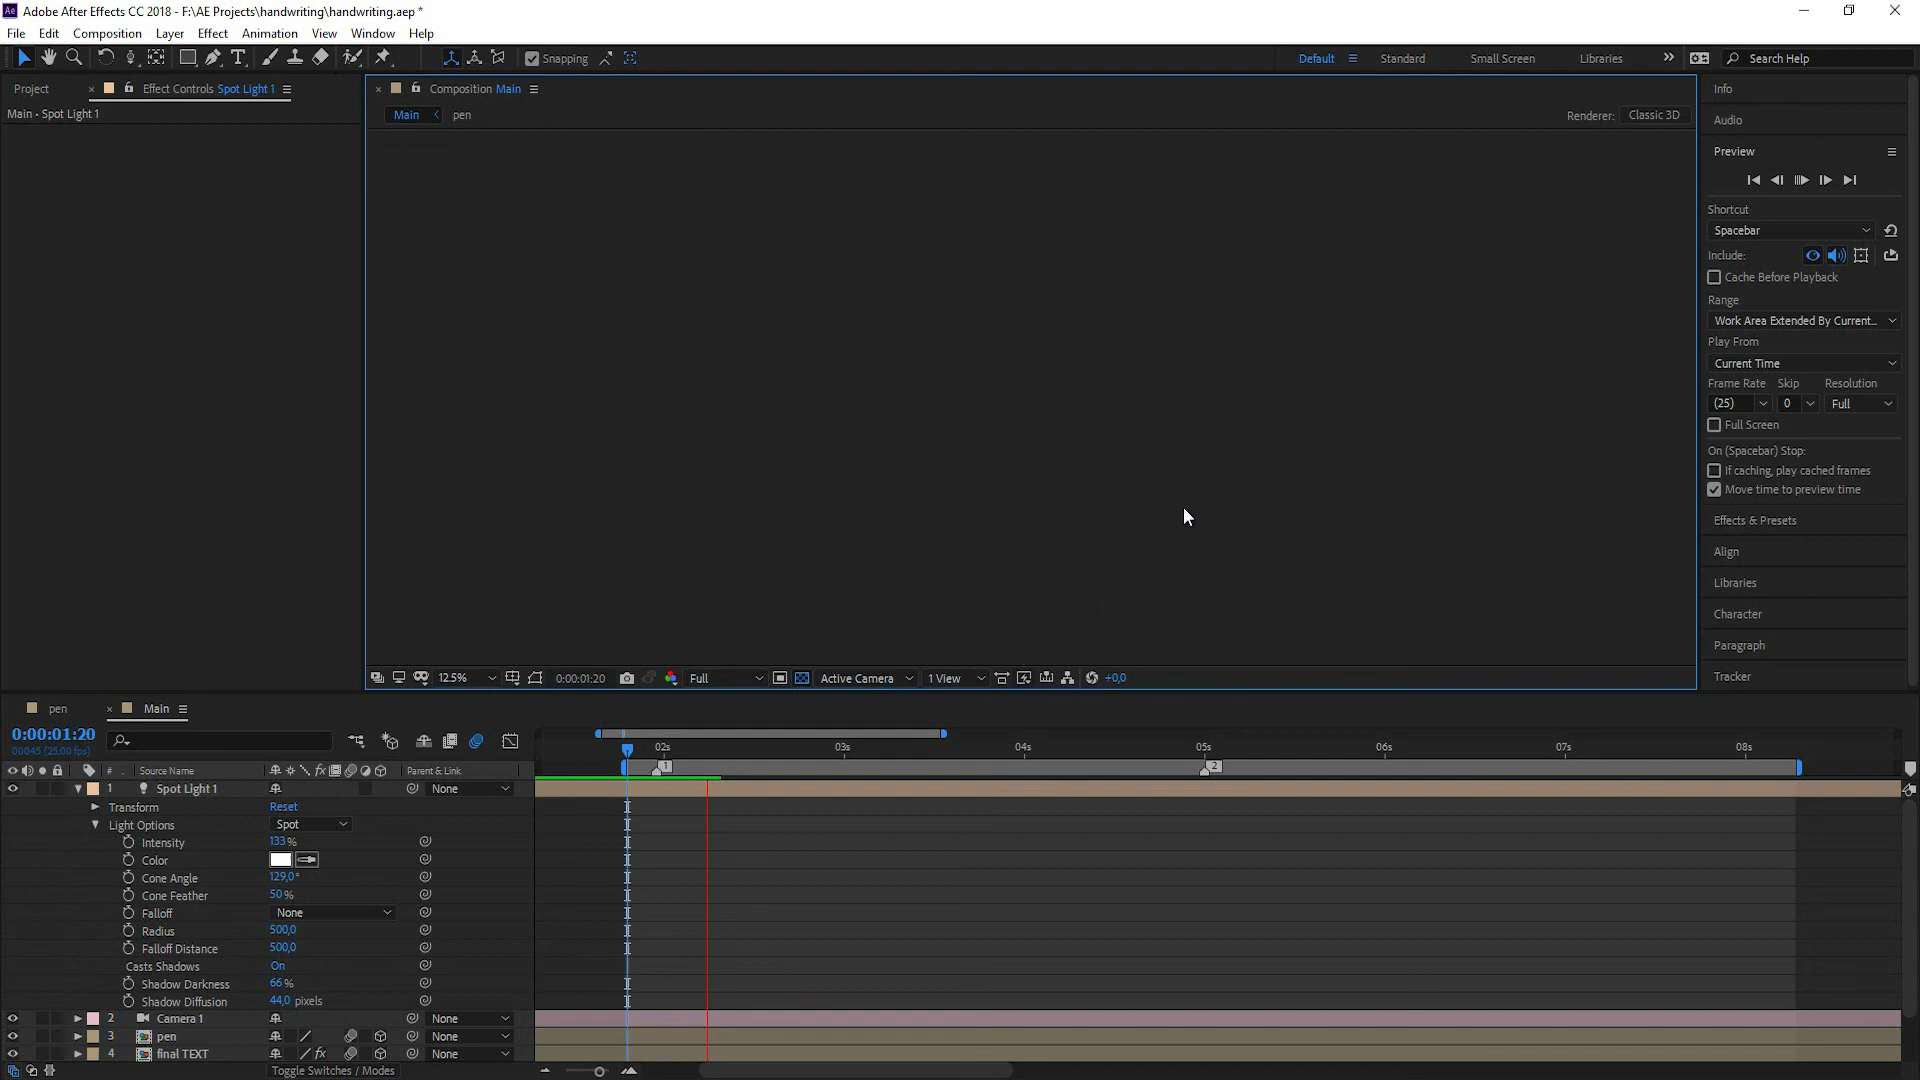 Adobe After Effects CC 2018 - F:\AE Projects\handwriting\handwriting.aep *
File Edit Composition Layer Effect Animation View Window Help
Snapping Default Standard Small Screen Libraries Search Help
Project Effect Controls Spot Light 1
Main • Spot Light 1
Composition Main
Main pen
Renderer: Classic 3D
Info
Audio
Preview
Shortcut
Spacebar
Include:
Cache Before Playback
Range
Work Area Extended By Current...
Play From
Current Time
Frame Rate Skip Resolution
(25) 0 Full
Full Screen
On (Spacebar) Stop:
If caching, play cached frames
Move time to preview time
Effects & Presets
Align
Libraries
Character
Paragraph
Tracker
12.5% 0:00:01:20 Full Active Camera 1 View +0,0
pen Main
0:00:01:20
00045 (25.00 fps)
02s 03s 04s 05s 06s 07s 08s
1 2
# Source Name fx Parent & Link
1 Spot Light 1 None
Transform Reset
Light Options Spot
Intensity 133%
Color
Cone Angle 129,0°
Cone Feather 50%
Falloff None
Radius 500,0
Falloff Distance 500,0
Casts Shadows On
Shadow Darkness 66%
Shadow Diffusion 44,0 pixels
2 Camera 1 None
3 pen None
4 final TEXT fx None
Toggle Switches / Modes